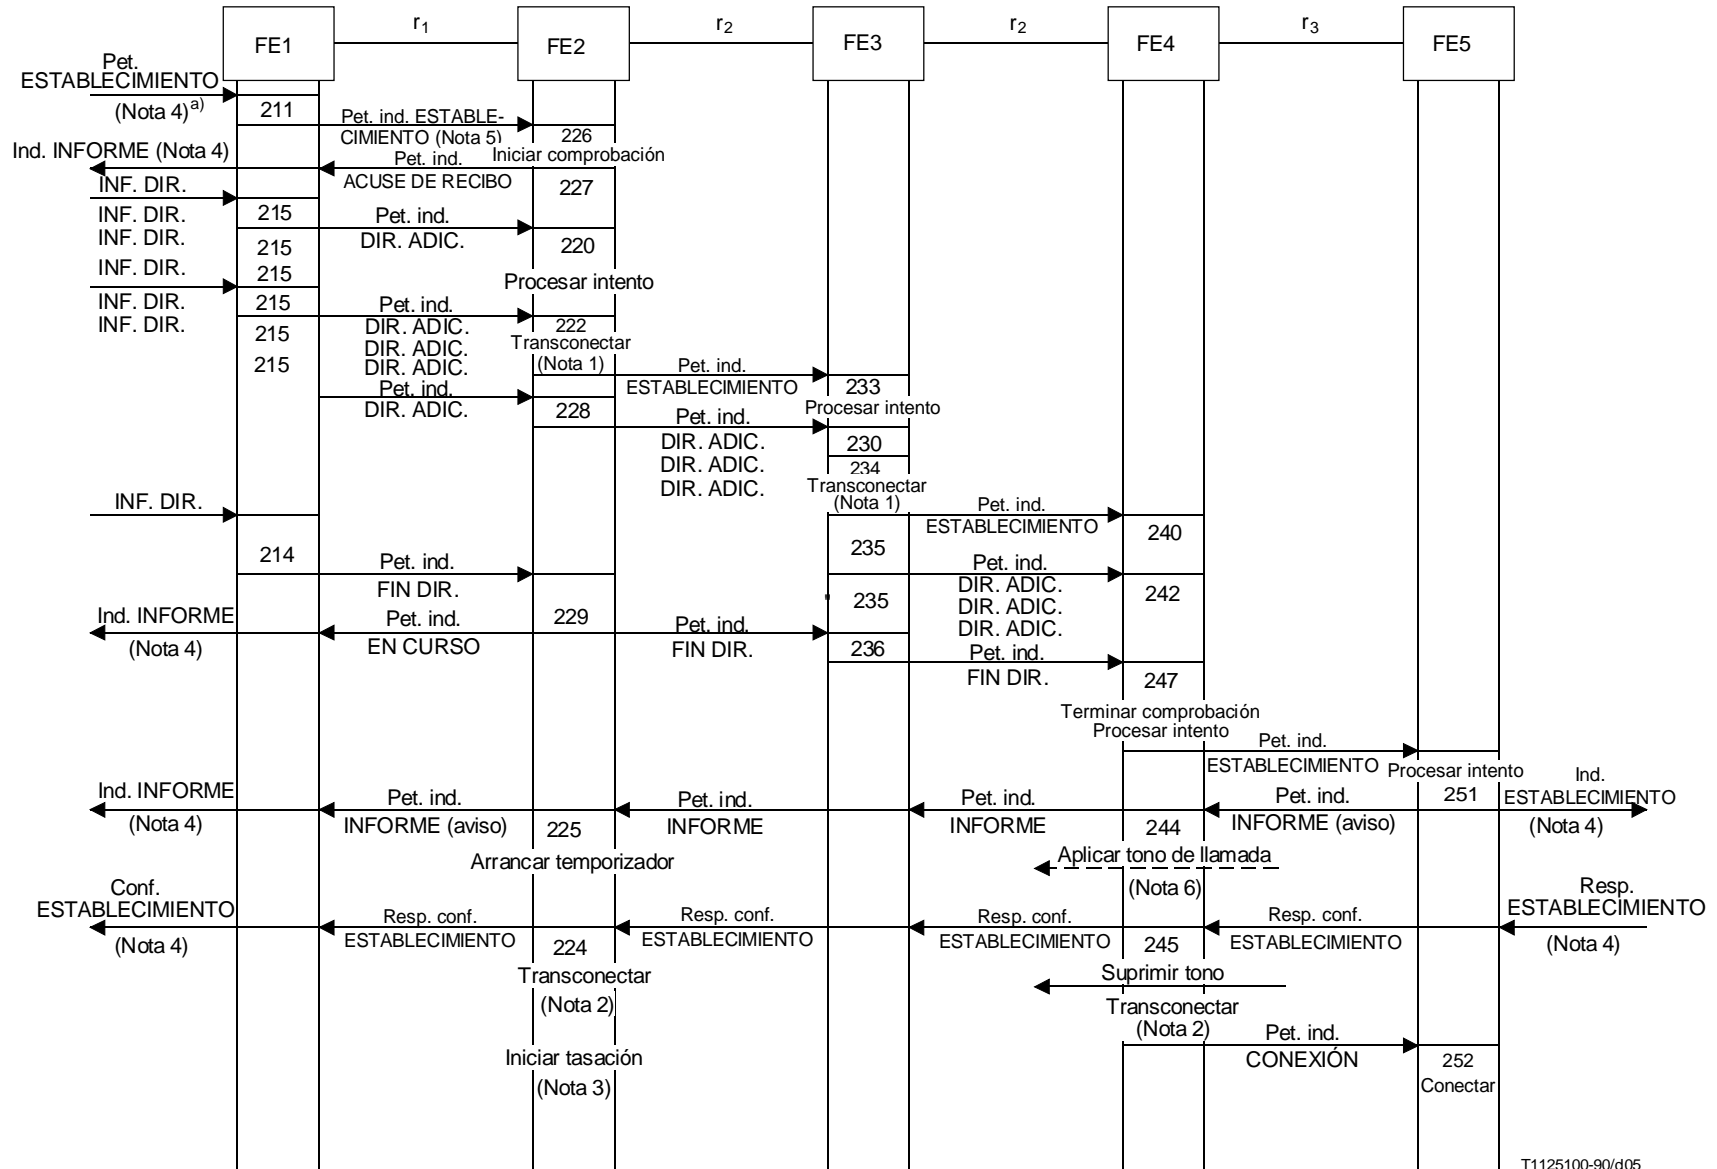 FE1 r1 FE2 r2 FE3 r2 FE4 r3 FE5
Pet.
ESTABLECIMIENTO
(Nota 4)a)
211
Pet. ind. ESTABLE-
CIMIENTO (Nota 5)
226
Iniciar comprobación
Ind. INFORME (Nota 4)
Pet. ind.
ACUSE DE RECIBO
227
INF. DIR.
INF. DIR.
215
Pet. ind.
DIR. ADIC.
220
INF. DIR.
215
INF. DIR.
215
Procesar intento
INF. DIR.
215
Pet. ind.
DIR. ADIC.
222
INF. DIR.
215
DIR. ADIC.
Transconectar
(Nota 1)
215
DIR. ADIC.
Pet. ind.
ESTABLECIMIENTO
233
Procesar intento
Pet. ind.
DIR. ADIC.
228
Pet. ind.
DIR. ADIC.
DIR. ADIC.
DIR. ADIC.
230
234
Transconectar
(Nota 1)
INF. DIR.
Pet. ind.
ESTABLECIMIENTO
240
214
235
Pet. ind.
FIN DIR.
Pet. ind.
DIR. ADIC.
DIR. ADIC.
DIR. ADIC.
242
235
Ind. INFORME
(Nota 4)
Pet. ind.
EN CURSO
229
Pet. ind.
FIN DIR.
236
Pet. ind.
FIN DIR.
247
Terminar comprobación
Procesar intento
Pet. ind.
ESTABLECIMIENTO
Procesar intento
Ind.
ESTABLECIMIENTO
(Nota 4)
Ind. INFORME
(Nota 4)
Pet. ind.
INFORME (aviso)
225
Pet. ind.
INFORME
Pet. ind.
INFORME
244
Pet. ind.
INFORME (aviso)
251
Arrancar temporizador
Aplicar tono de llamada
(Nota 6)
Conf.
ESTABLECIMIENTO
(Nota 4)
Resp. conf.
ESTABLECIMIENTO
224
Resp. conf.
ESTABLECIMIENTO
Resp. conf.
ESTABLECIMIENTO
245
Resp. conf.
ESTABLECIMIENTO
Resp.
ESTABLECIMIENTO
(Nota 4)
Transconectar
(Nota 2)
Suprimir tono
Transconectar
(Nota 2)
Pet. ind.
CONEXIÓN
252
Conectar
Iniciar tasación
(Nota 3)
T1125100-90/d05